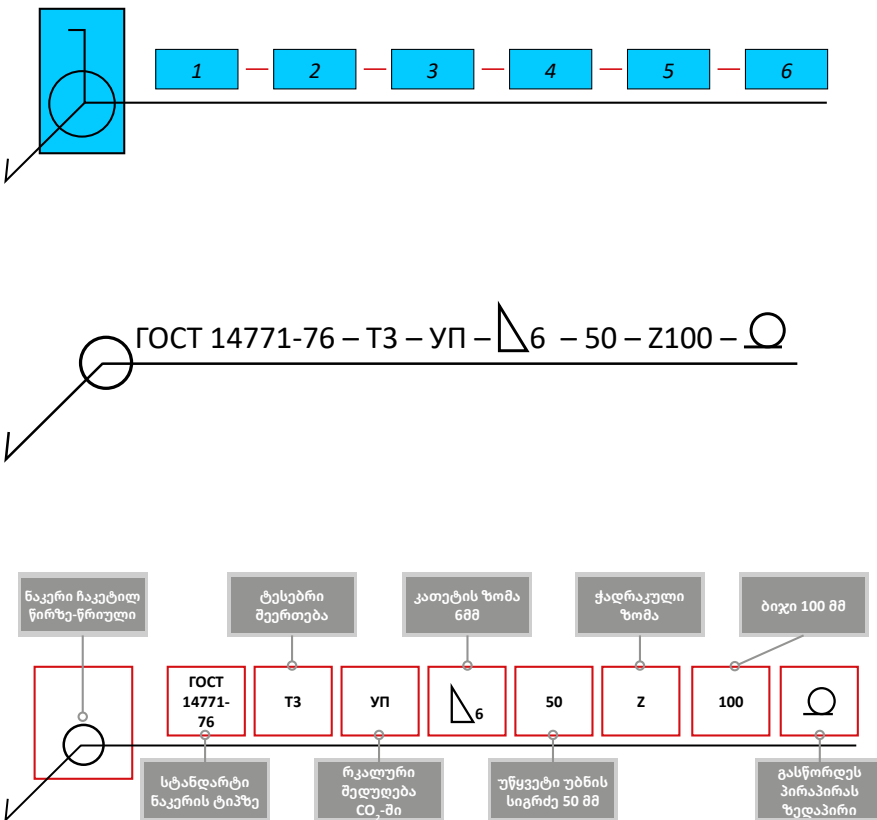 1 — 2 — 3 — 4 — 5 — 6
ГОСТ 14771-76 – Т3 – УП – 6 – 50 – Z100 –
ნაკერი ჩაკეტილ
წირზე-წრიული
ტესებრი
შეერთება
კათეტის ზომა
6მმ
ჭადრაკული
ზომა
ბიჯი 100 მმ
ГОСТ
14771-
76
Т3
УП
6
50
Z
100
სტანდარტი
ნაკერის ტიპზე
რკალური
შედუღება
CO₂-ში
უწყვეტი უბნის
სიგრძე 50 მმ
გასწორდეს
პირაპირას
ზედაპირი